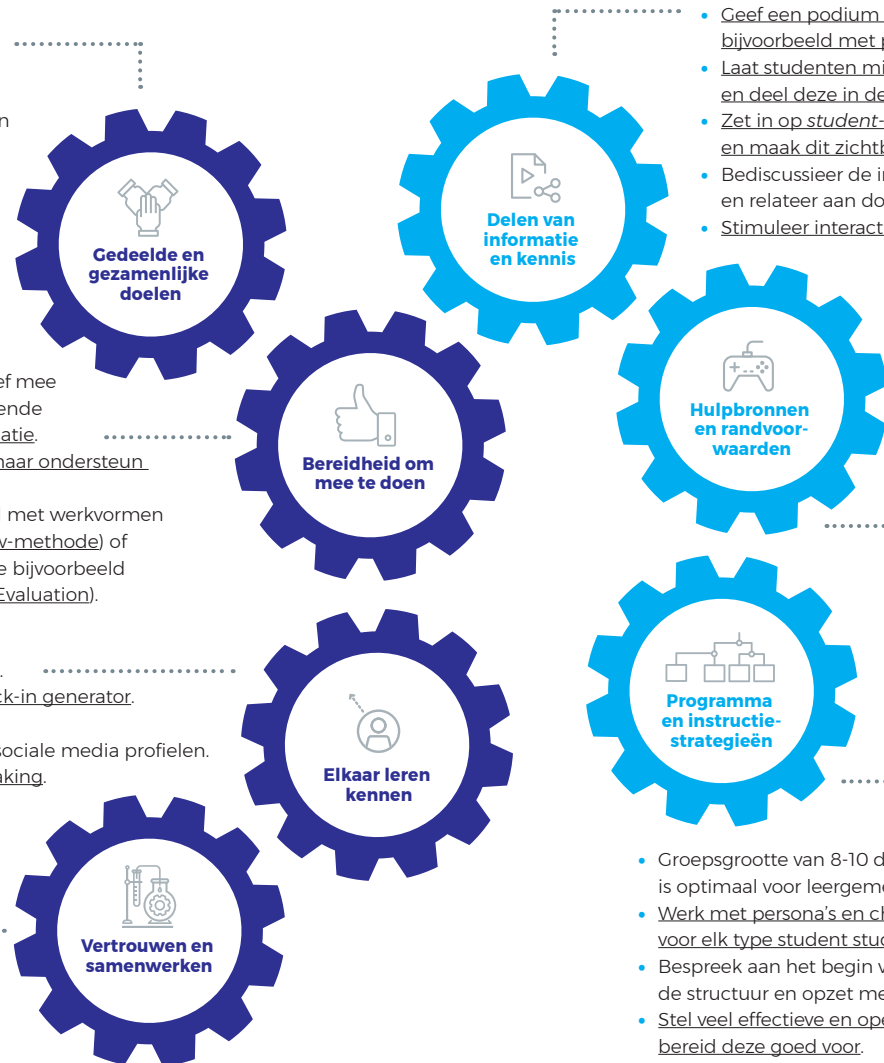 n
Gedeelde en
gezamenlijke
doelen
ef mee
ende
atie.
naar ondersteun
met werkvormen
w-methode) of
e bijvoorbeeld
Evaluation).
Bereidheid om
mee te doen
.
ck-in generator.
sociale media profielen.
aking.
Elkaar leren
kennen
Vertrouwen en
samenwerken
• Geef een podium
bijvoorbeeld met p
• Laat studenten mi
en deel deze in de
• Zet in op student-
en maak dit zichtb
• Bediscussieer de in
en relateer aan do
• Stimuleer interact
Delen van
informatie
en kennis
Hulpbronnen
en randvoor-
waarden
Programma
en instructie-
strategieën
• Groepsgrootte van 8-10 d
is optimaal voor leergeme
• Werk met persona's en ch
voor elk type student stud
• Bespreek aan het begin v
de structuur en opzet me
• Stel veel effectieve en ope
bereid deze goed voor.